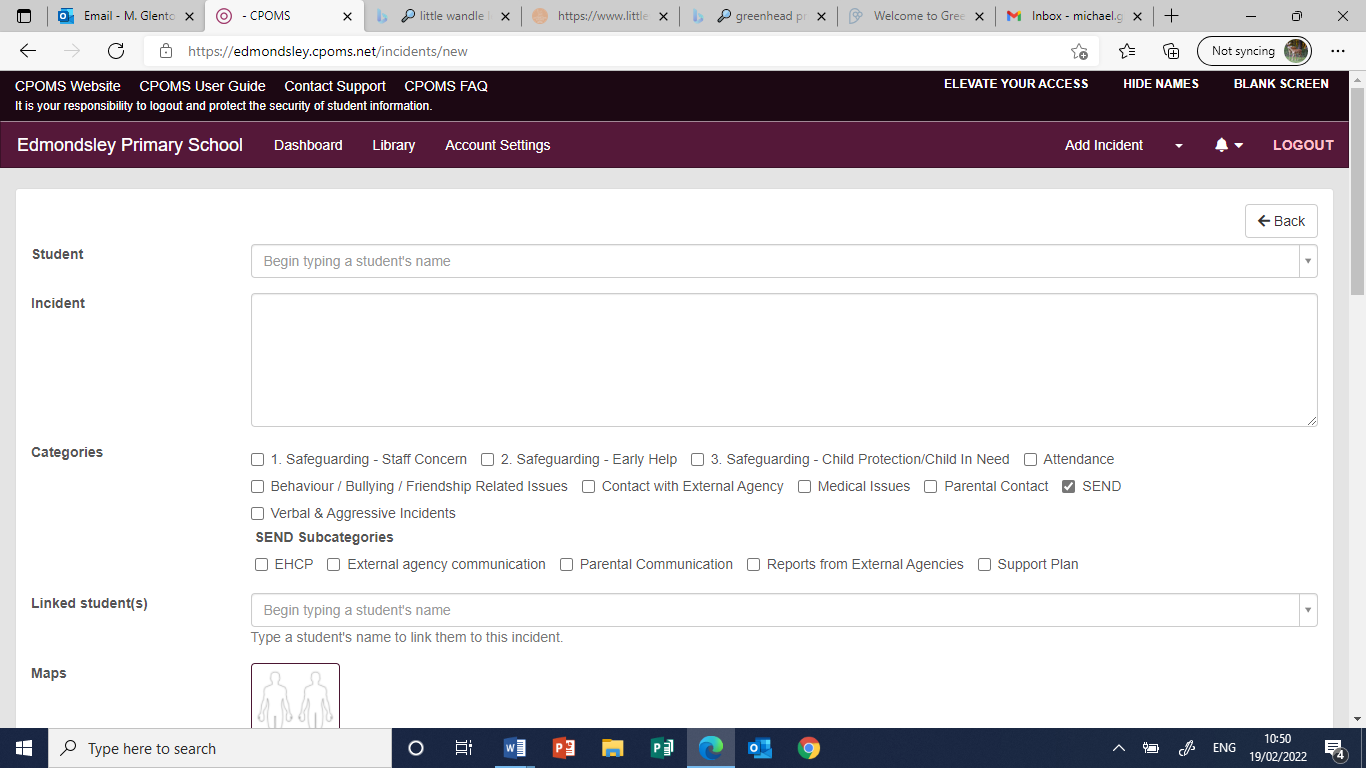 Email - M. Glento
- CPOMS
little wandle l
https://www.little
greenhead pr
Welcome to Gree
Inbox - michael.g
https://edmondsley.cpoms.net/incidents/new
Not syncing
CPOMS Website CPOMS User Guide Contact Support CPOMS FAQ
ELEVATE YOUR ACCESS HIDE NAMES BLANK SCREEN
It is your responsibility to logout and protect the security of student information.
Edmondsley Primary School Dashboard Library Account Settings Add Incident LOGOUT
Back
Student
Begin typing a student's name
Incident
Categories
1. Safeguarding - Staff Concern 2. Safeguarding - Early Help 3. Safeguarding - Child Protection/Child In Need Attendance
Behaviour / Bullying / Friendship Related Issues Contact with External Agency Medical Issues Parental Contact SEND
Verbal & Aggressive Incidents
SEND Subcategories
EHCP External agency communication Parental Communication Reports from External Agencies Support Plan
Linked student(s)
Begin typing a student's name
Type a student's name to link them to this incident.
Maps
Type here to search
ENG
10:50
19/02/2022
4